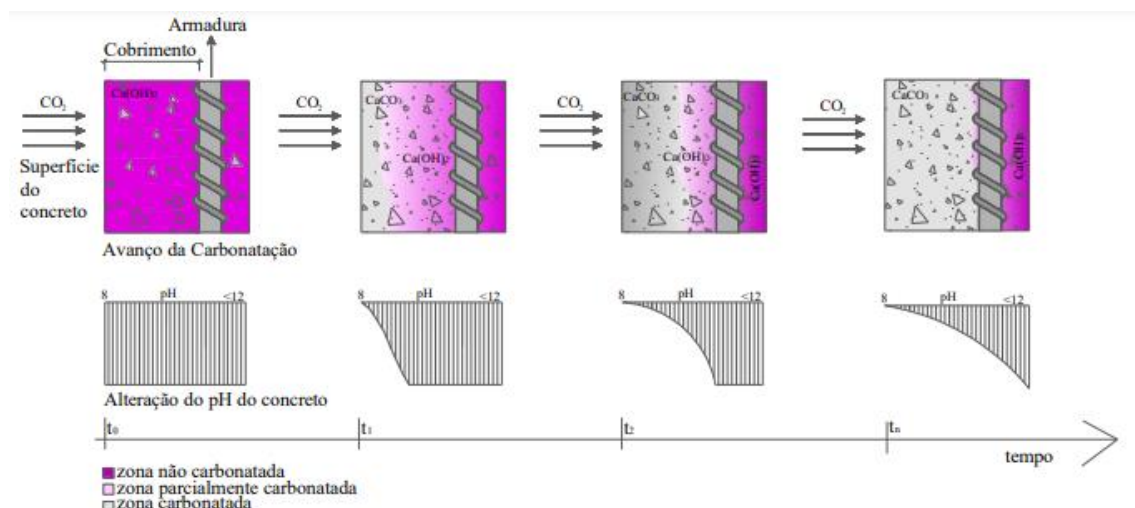 Armadura
Cobrimento
CO2
Superfície
do
concreto
Ca(OH)2
CO2
CaCO3
Ca(OH)2
CO2
CaCO3
Ca(OH)2
Ca(OH)2
CO2
CaCO3
Ca(OH)2
Avanço da Carbonatação
8 pH <12
8 pH <12
8 pH <12
8 pH <12
Alteração do pH do concreto
t0
t1
t2
tn
tempo
zona não carbonatada
zona parcialmente carbonatada
zona carbonatada